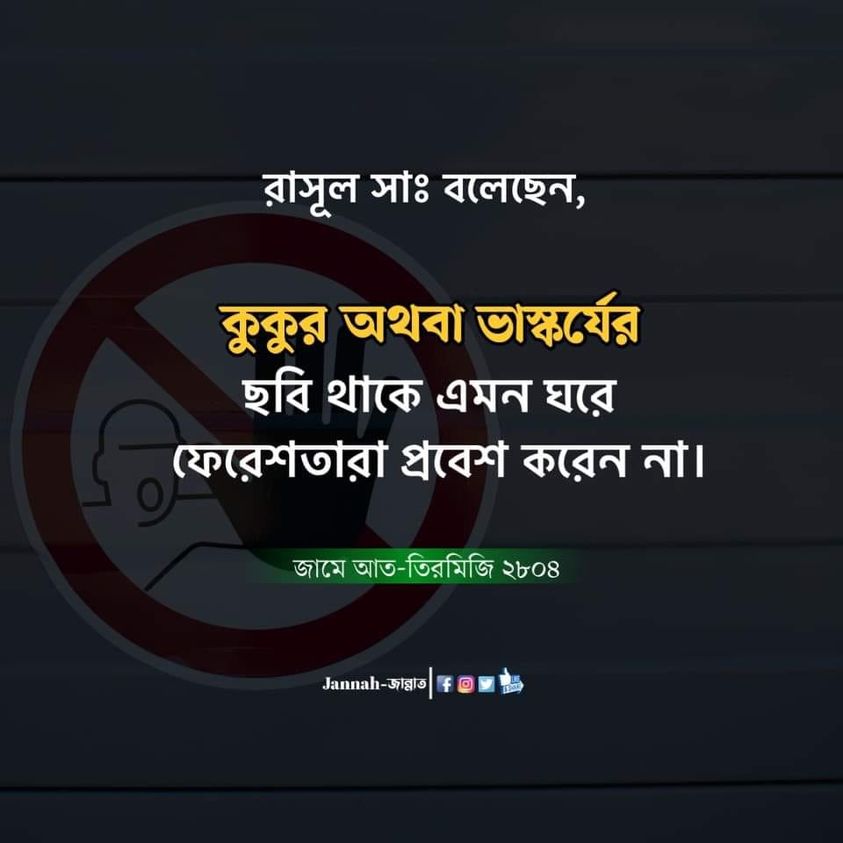 রাসূল সাঃ বলেছেন,
কুকুর অথবা ভাস্কর্যের
ছবি থাকে এমন ঘরে
ফেরেশতারা প্রবেশ করেন না।
জামে আত-তিরমিজি ২৮০৪
Jannah-জান্নাত